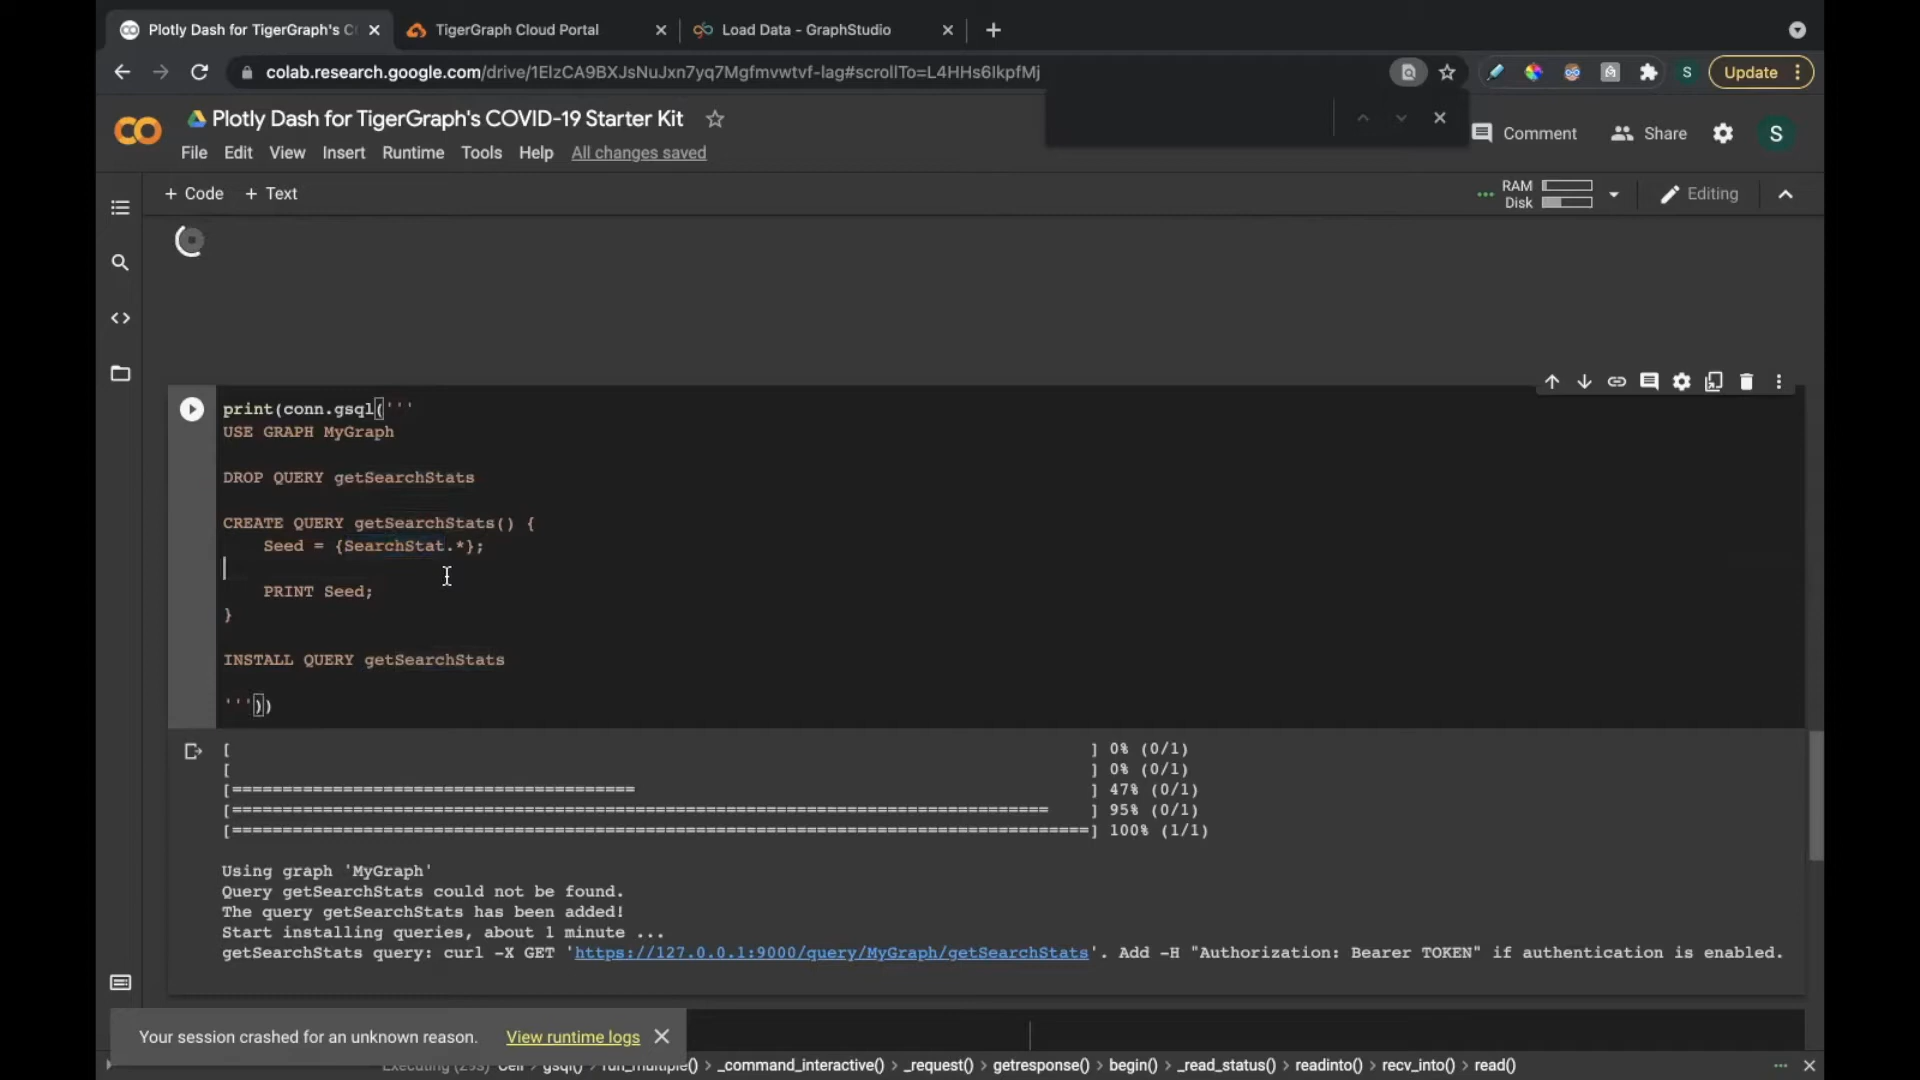 Plotly Dash for TigerGraph's C
TigerGraph Cloud Portal
Load Data - GraphStudio
colab.research.google.com/drive/1ElzCA9BXJsNuJxn7yq7Mgfmvwtvf-lag#scrollTo=L4HHs6IkpfMj
S
Update
Plotly Dash for TigerGraph's COVID-19 Starter Kit
Comment
Share
S
File Edit View Insert Runtime Tools Help All changes saved
+ Code + Text
RAM
Disk
Editing
print(conn.gsql('''
USE GRAPH MyGraph
DROP QUERY getSearchStats
CREATE QUERY getSearchStats() {
Seed = {SearchStat.*};
PRINT Seed;
}
INSTALL QUERY getSearchStats
'''))
[ ] 0% (0/1)
[ ] 0% (0/1)
[======================================== ] 47% (0/1)
[================================================================================= ] 95% (0/1)
[=====================================================================================] 100% (1/1)
Using graph 'MyGraph'
Query getSearchStats could not be found.
The query getSearchStats has been added!
Start installing queries, about 1 minute ...
getSearchStats query: curl -X GET 'https://127.0.0.1:9000/query/MyGraph/getSearchStats'. Add -H "Authorization: Bearer TOKEN" if authentication is enabled.
Your session crashed for an unknown reason. View runtime logs
Executing (29s) Cell > gsql() > run_multiple() > _command_interactive() > _request() > getresponse() > begin() > _read_status() > readinto() > recv_into() > read()